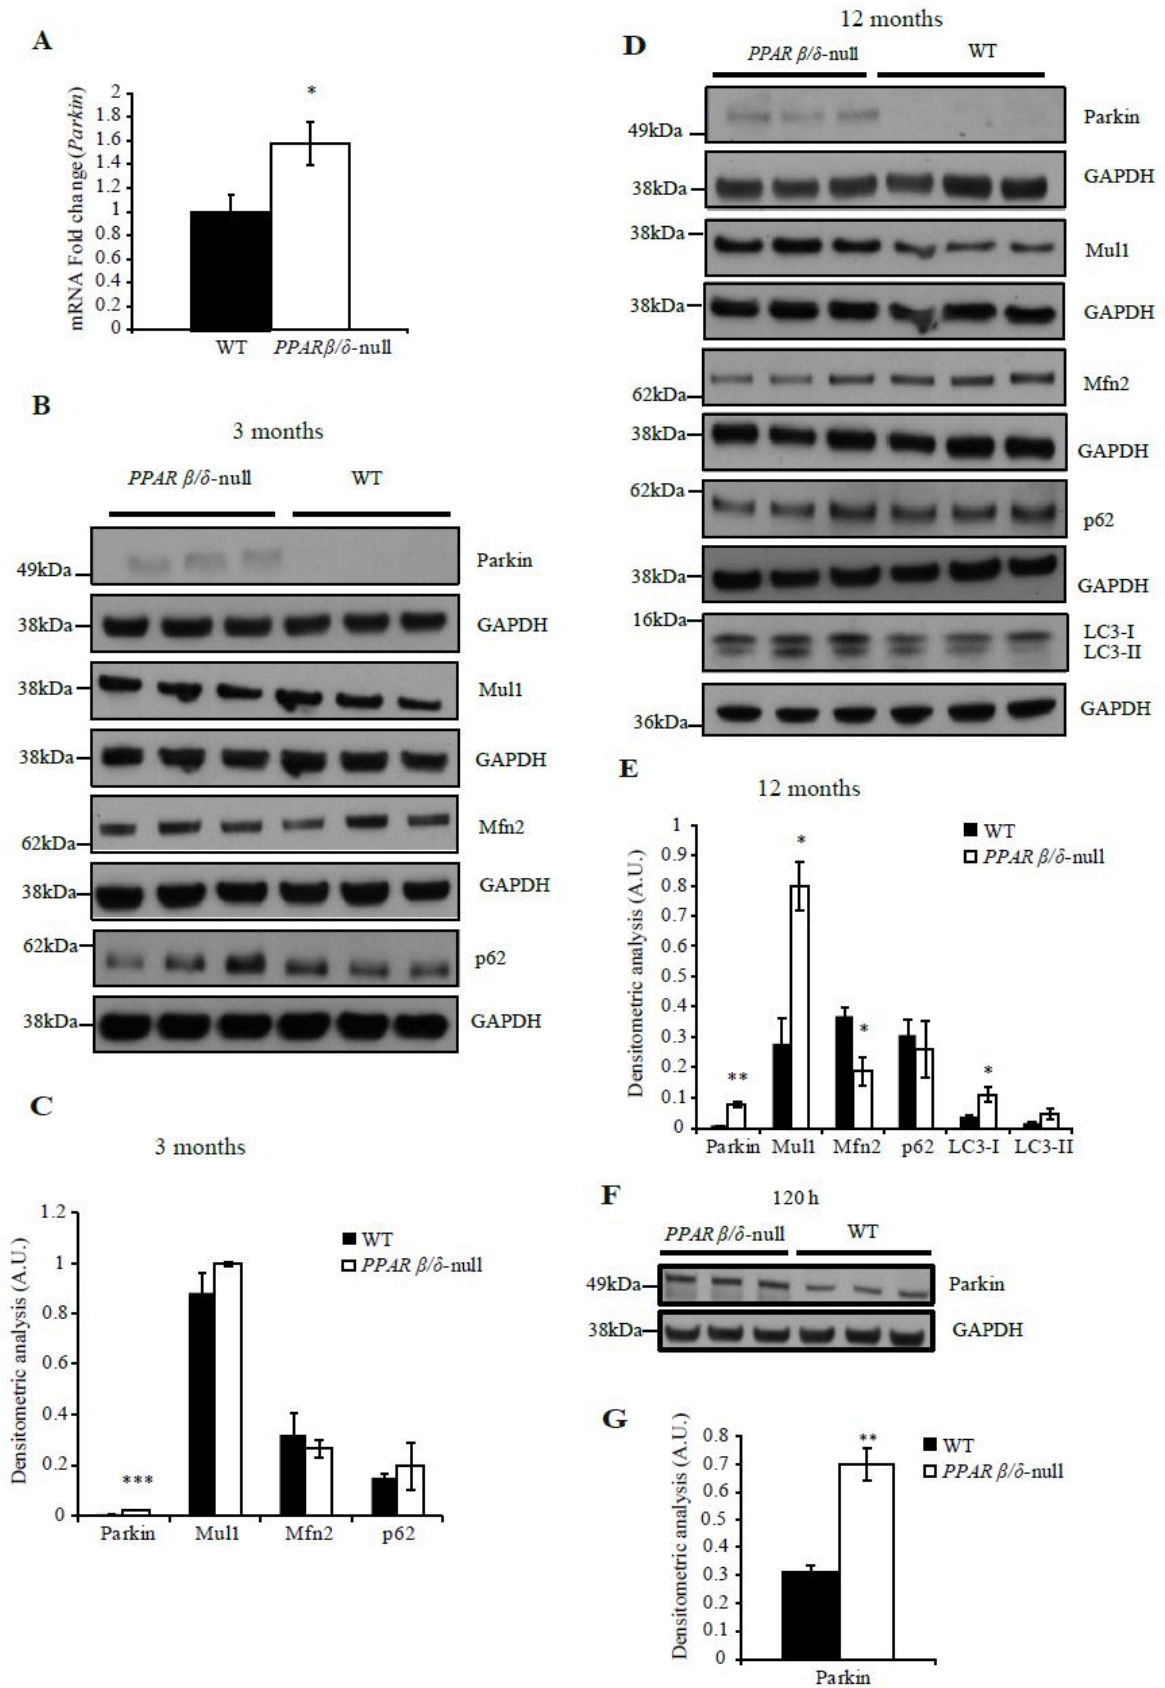 A
mRNA Fold change (Parkin)
2
1.8
1.6
1.4
1.2
1
0.8
0.6
0.4
0.2
0
*
WT PPARβ/δ-null
B
3 months
PPAR β/δ-null WT
49kDa Parkin
38kDa GAPDH
38kDa Mul1
38kDa GAPDH
62kDa Mfn2
38kDa GAPDH
62kDa p62
38kDa GAPDH
C
3 months
Densitometric analysis (A.U.)
1.2
1
0.8
0.6
0.4
0.2
0
WT
PPAR β/δ-null
***
Parkin Mul1 Mfn2 p62
D
12 months
PPAR β/δ-null WT
49kDa Parkin
38kDa GAPDH
38kDa Mul1
38kDa GAPDH
62kDa Mfn2
38kDa GAPDH
62kDa p62
38kDa GAPDH
16kDa LC3-I
LC3-II
36kDa GAPDH
E
12 months
Densitometric analysis (A.U.)
1
0.9
0.8
0.7
0.6
0.5
0.4
0.3
0.2
0.1
0
WT
PPAR β/δ-null
** * * *
Parkin Mul1 Mfn2 p62 LC3-I LC3-II
F
120 h
PPAR β/δ-null WT
49kDa Parkin
38kDa GAPDH
G
Densitometric analysis (A.U.)
0.8
0.7
0.6
0.5
0.4
0.3
0.2
0.1
0
**
WT
PPAR β/δ-null
Parkin